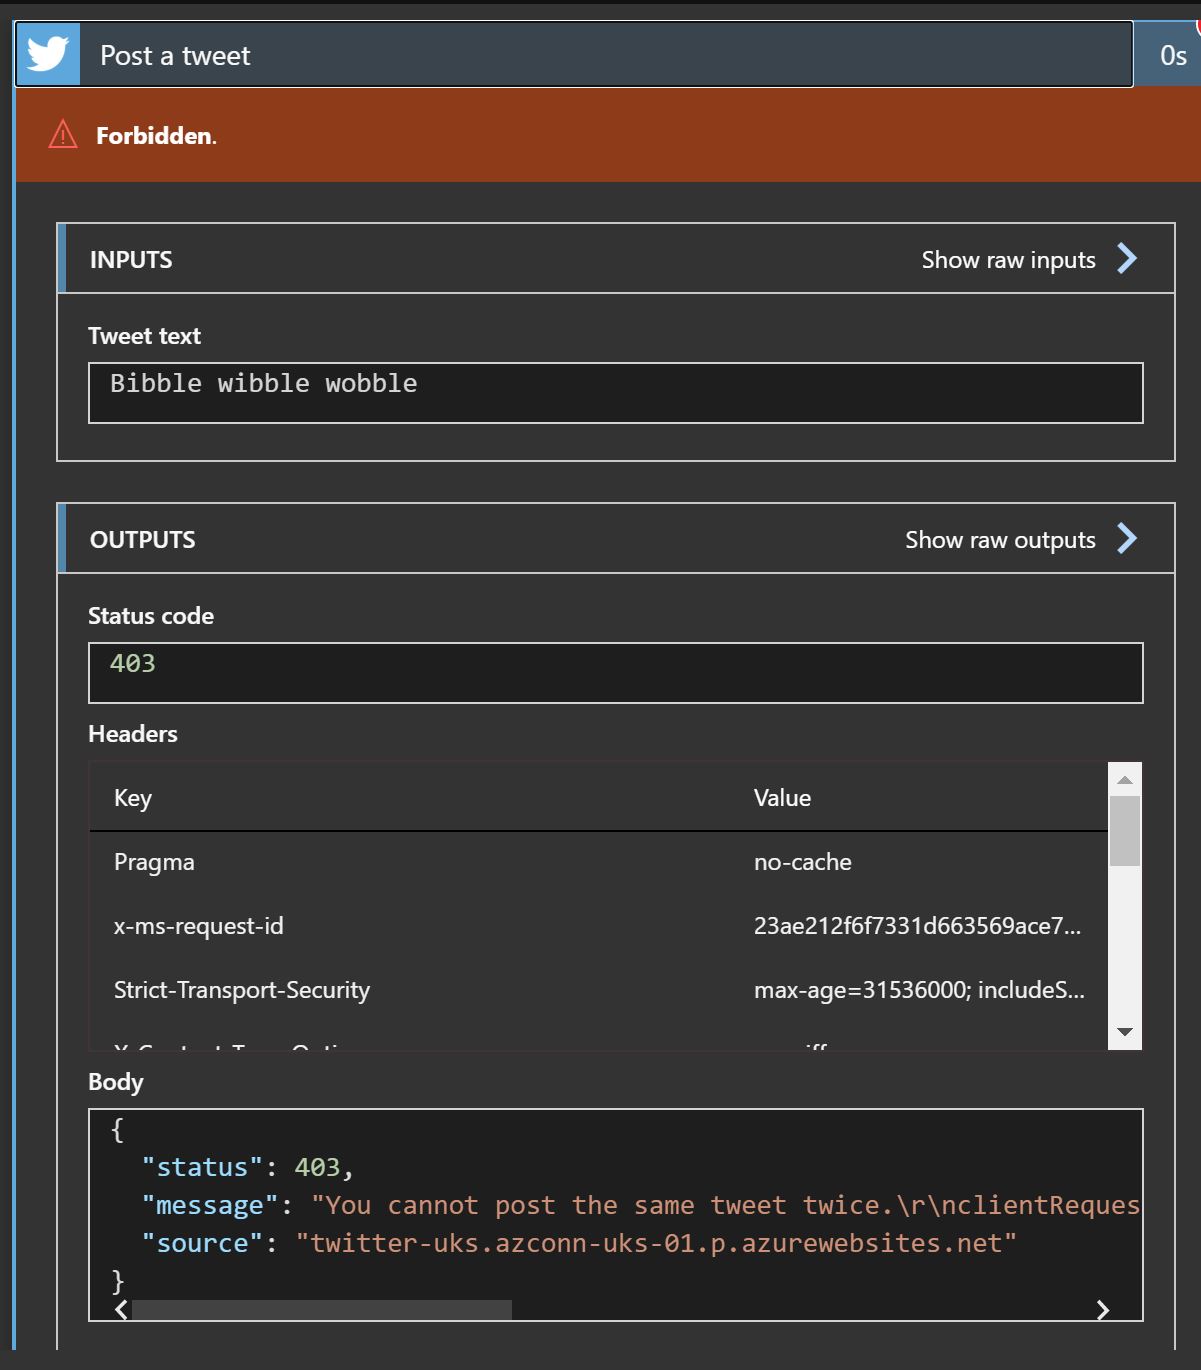 Post a tweet
0s
Forbidden.
INPUTS
Show raw inputs
Tweet text
Bibble wibble wobble
OUTPUTS
Show raw outputs
Status code
403
Headers
Key Value
Pragma no-cache
x-ms-request-id 23ae212f6f7331d663569ace7...
Strict-Transport-Security max-age=31536000; includeS...
Body
{
"status": 403,
"message": "You cannot post the same tweet twice.\r\nclientReques
"source": "twitter-uks.azconn-uks-01.p.azurewebsites.net"
}